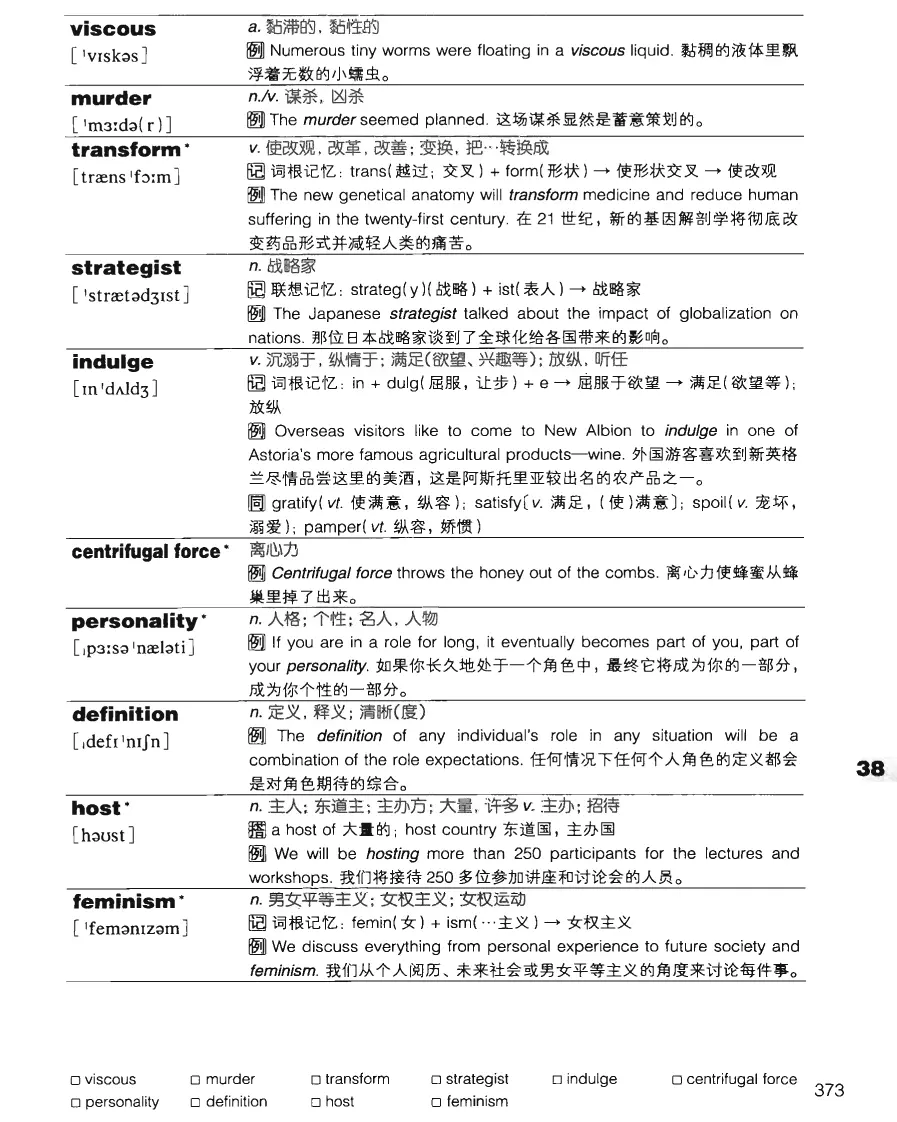 viscous a. 黏滞的, 黏性的
[ˈvɪskəs] [例] Numerous tiny worms were floating in a viscous liquid. 黏稠的液体里飘
浮着无数的小蠕虫。
murder n./v. 谋杀, 凶杀
[ˈmɜːdə(r)] [例] The murder seemed planned. 这场谋杀显然是蓄意策划的。
transform* v. 使改观, 改革, 改善; 变换, 把…转换成
[trænsˈfɔːm] [记] 词根记忆: trans(越过; 交叉) + form(形状) → 使形状交叉 → 使改观
[例] The new genetical anatomy will transform medicine and reduce human
suffering in the twenty-first century. 在 21 世纪, 新的基因解剖学将彻底改
变药品形式并减轻人类的痛苦。
strategist n. 战略家
[ˈstrætədʒɪst] [记] 联想记忆: strateg(y)(战略) + ist(表人) → 战略家
[例] The Japanese strategist talked about the impact of globalization on
nations. 那位日本战略家谈到了全球化给各国带来的影响。
indulge v. 沉溺于, 纵情于; 满足(欲望、兴趣等); 放纵, 听任
[ɪnˈdʌldʒ] [记] 词根记忆: in + dulg(屈服, 让步) + e → 屈服于欲望 → 满足(欲望等);
放纵
[例] Overseas visitors like to come to New Albion to indulge in one of
Astoria's more famous agricultural products—wine. 外国游客喜欢到新英格
兰尽情品尝这里的美酒, 这是阿斯托里亚较出名的农产品之一。
[同] gratify(vt. 使满意, 纵容); satisfy[v. 满足, (使)满意]; spoil(v. 宠坏,
溺爱); pamper(vt. 纵容, 娇惯)
centrifugal force* 离心力
[例] Centrifugal force throws the honey out of the combs. 离心力使蜂蜜从蜂
巢里掉了出来。
personality* n. 人格; 个性; 名人, 人物
[ˌpɜːsəˈnæləti] [例] If you are in a role for long, it eventually becomes part of you, part of
your personality. 如果你长久地处于一个角色中, 最终它将成为你的一部分,
成为你个性的一部分。
definition n. 定义, 释义; 清晰(度)
[ˌdefɪˈnɪʃn] [例] The definition of any individual's role in any situation will be a
combination of the role expectations. 任何情况下任何个人角色的定义都会
是对角色期待的综合。
host* n. 主人; 东道主; 主办方; 大量, 许多 v. 主办; 招待
[həʊst] [搭] a host of 大量的; host country 东道国, 主办国
[例] We will be hosting more than 250 participants for the lectures and
workshops. 我们将接待 250 多位参加讲座和讨论会的人员。
feminism* n. 男女平等主义; 女权主义; 女权运动
[ˈfemənɪzəm] [记] 词根记忆: femin(女) + ism(…主义) → 女权主义
[例] We discuss everything from personal experience to future society and
feminism. 我们从个人阅历、未来社会或男女平等主义的角度来讨论每件事。
38
□ viscous □ murder □ transform □ strategist □ indulge □ centrifugal force
□ personality □ definition □ host □ feminism
373